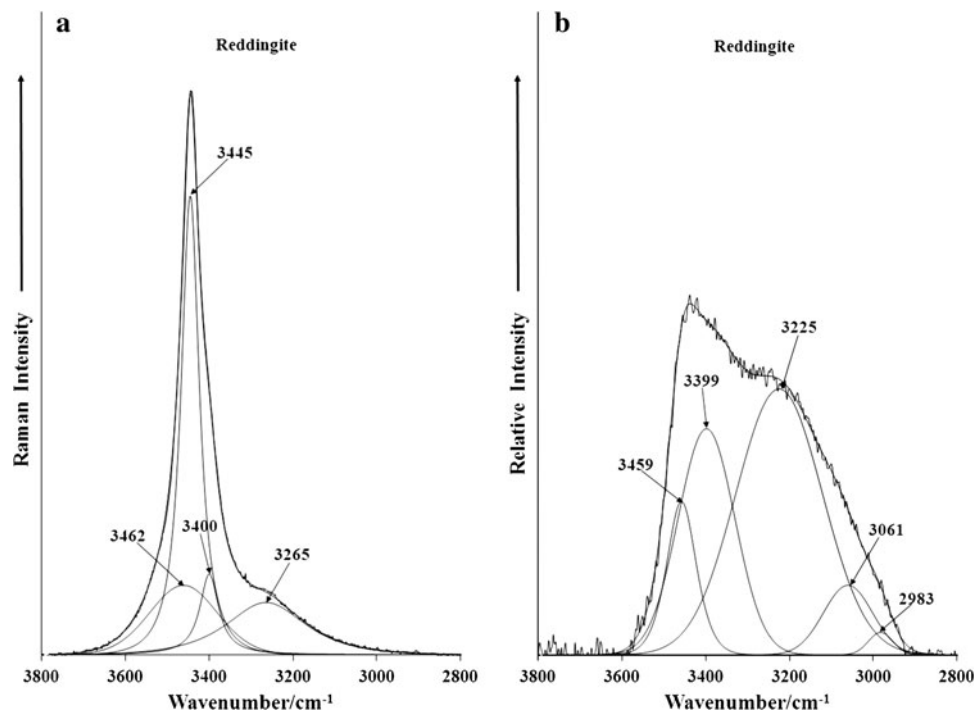 a
Reddingite
3445
3462
3400
3265
Raman Intensity
3800 3600 3400 3200 3000 2800
Wavenumber/cm-1
b
Reddingite
3225
3399
3459
3061
2983
Relative Intensity
3800 3600 3400 3200 3000 2800
Wavenumber/cm-1